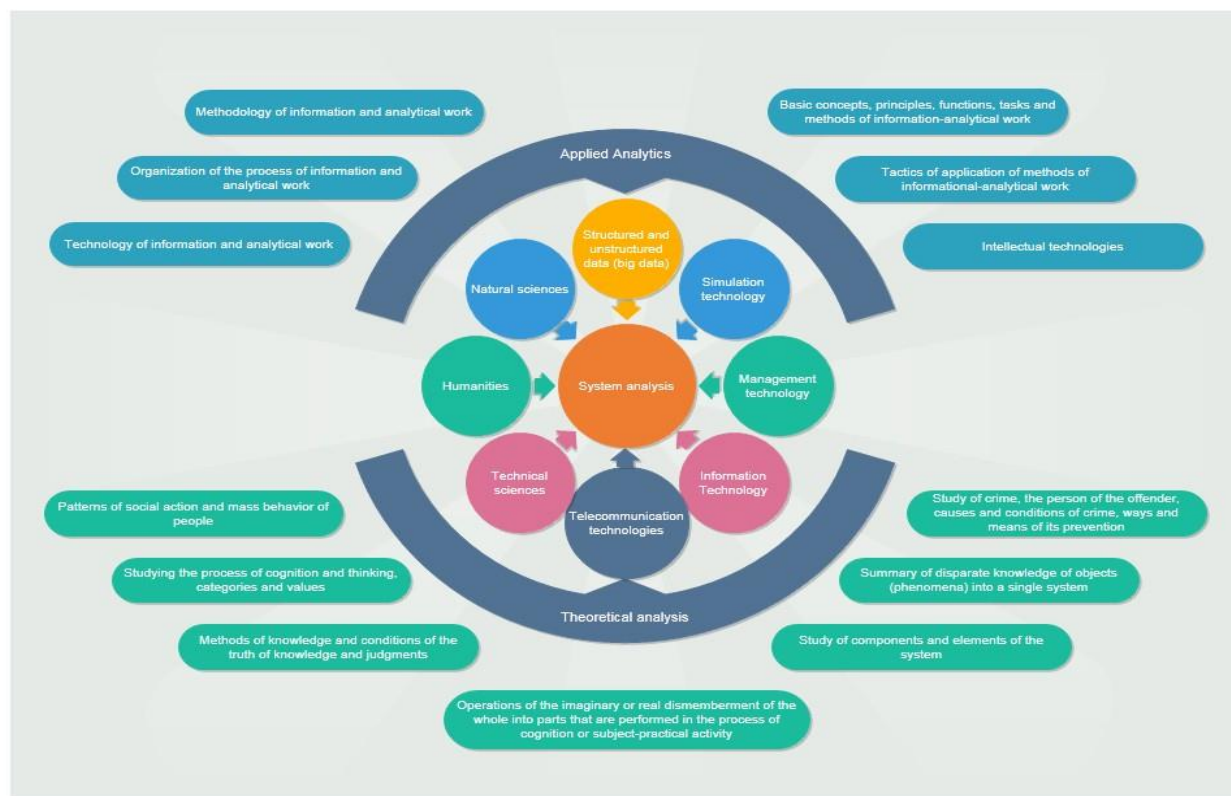 Methodology of information and analytical work
Organization of the process of information and
analytical work
Technology of information and analytical work
Basic concepts, principles, functions, tasks and
methods of information-analytical work
Tactics of application of methods of
informational-analytical work
Intellectual technologies
Applied Analytics
Structured and
unstructured
data (big data)
Natural sciences
Simulation
technology
Humanities
System analysis
Management
technology
Technical
sciences
Information
Technology
Telecommunication
technologies
Theoretical analysis
Patterns of social action and mass behavior of
people
Studying the process of cognition and thinking,
categories and values
Methods of knowledge and conditions of the
truth of knowledge and judgments
Study of crime, the person of the offender,
causes and conditions of crime, ways and
means of its prevention
Summary of disparate knowledge of objects
(phenomena) into a single system
Study of components and elements of the
system
Operations of the imaginary or real dismemberment of the
whole into parts that are performed in the process of
cognition or subject-practical activity